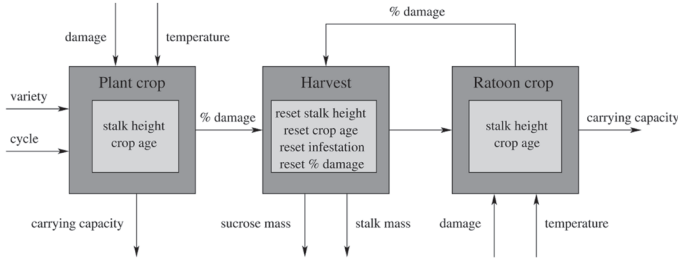 % damage
damage
temperature
Plant crop
Harvest
Ratoon crop
variety
cycle
stalk height
crop age
% damage
reset stalk height
reset crop age
reset infestation
reset % damage
stalk height
crop age
carrying capacity
carrying capacity
sucrose mass
stalk mass
damage
temperature